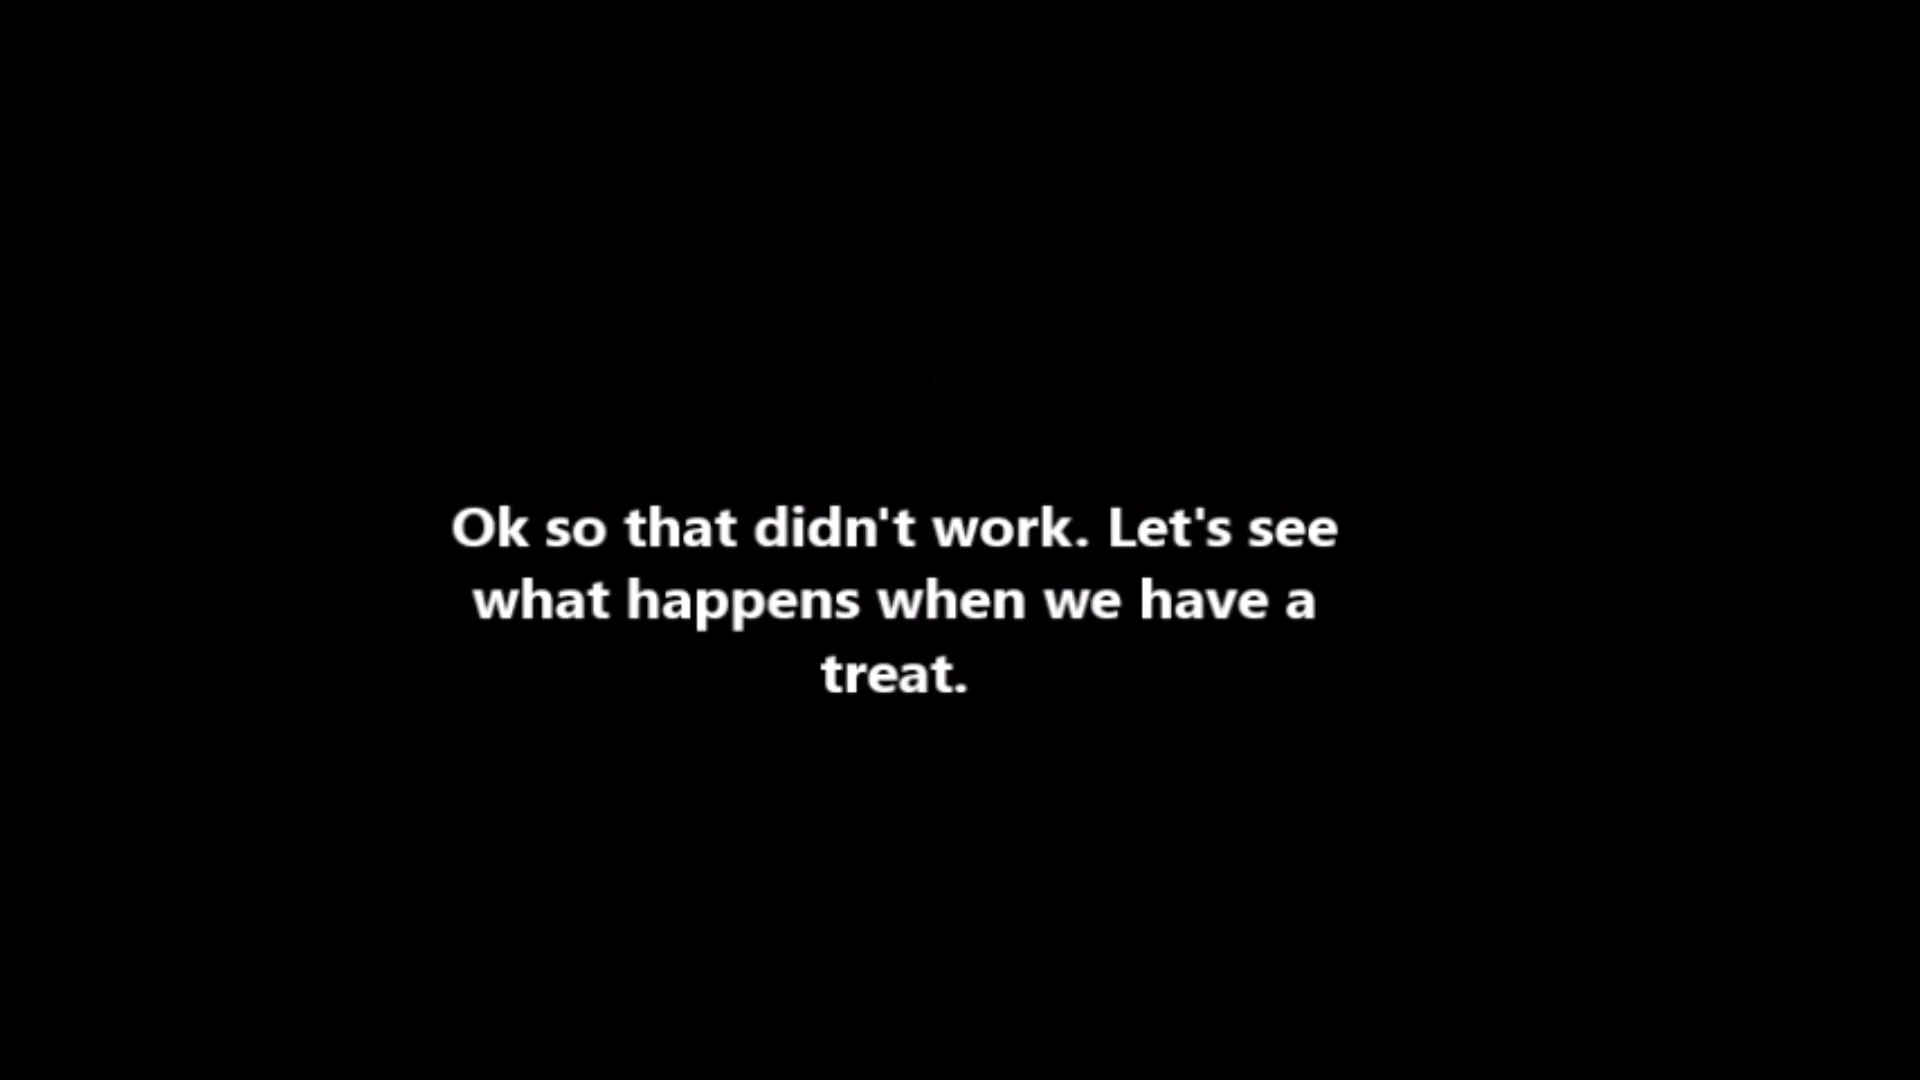 Ok so that didn't work. Let's see
what happens when we have a
treat.